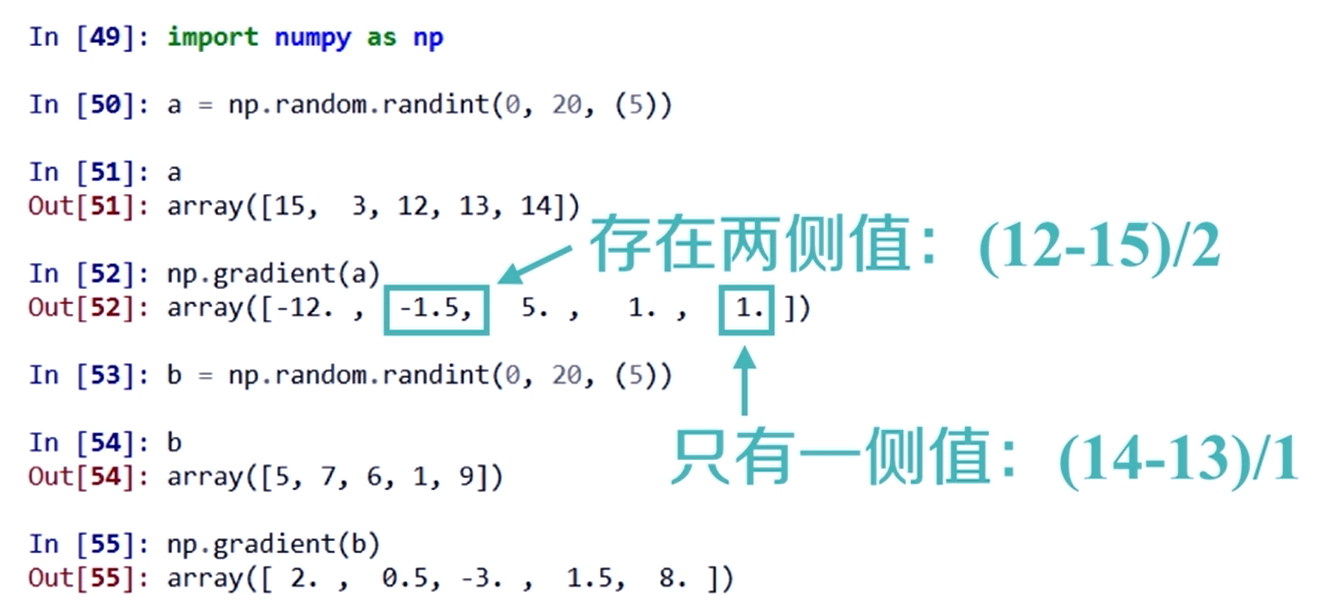 In [49]: import numpy as np
In [50]: a = np.random.randint(0, 20, (5))
In [51]: a
Out[51]: array([15,  3, 12, 13, 14])
存在两侧值：(12-15)/2
In [52]: np.gradient(a)
Out[52]: array([-12. ,  -1.5,   5. ,   1. ,   1. ])
In [53]: b = np.random.randint(0, 20, (5))
只有一侧值：(14-13)/1
In [54]: b
Out[54]: array([5, 7, 6, 1, 9])
In [55]: np.gradient(b)
Out[55]: array([ 2. ,  0.5, -3. ,  1.5,  8. ])